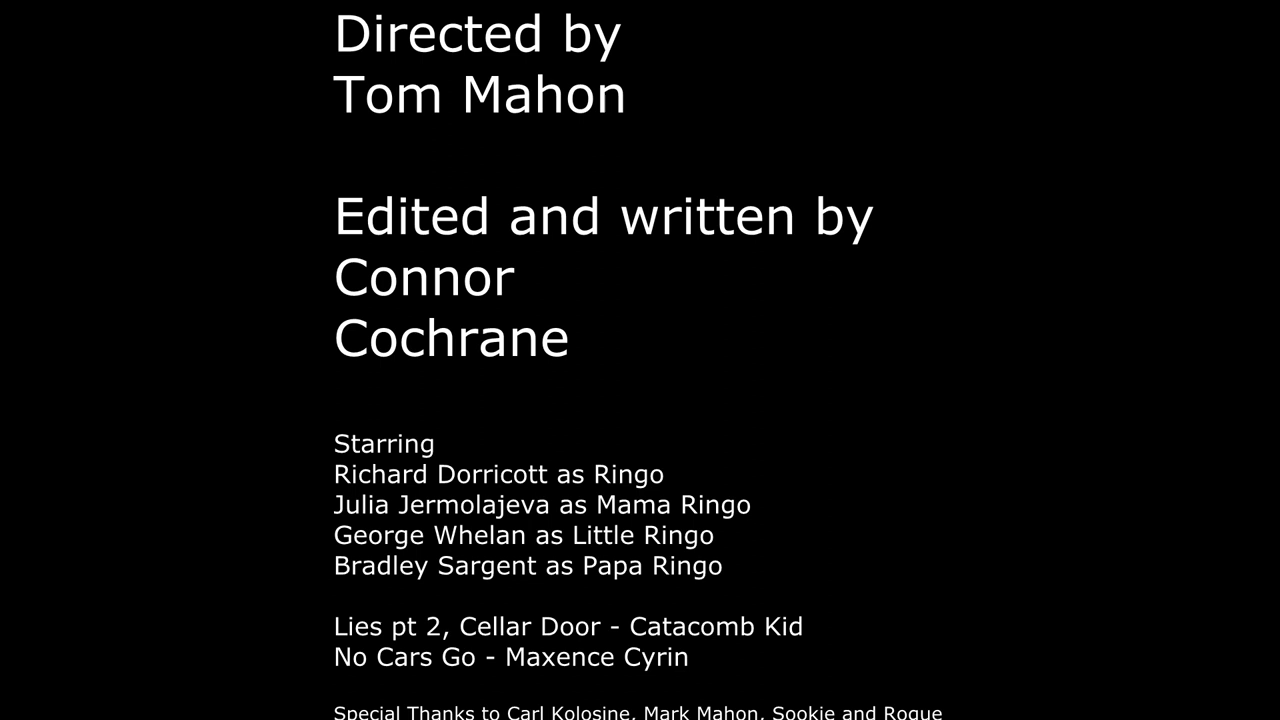 Directed by
Tom Mahon
Edited and written by
Connor
Cochrane
Starring
Richard Dorricott as Ringo
Julia Jermolajeva as Mama Ringo
George Whelan as Little Ringo
Bradley Sargent as Papa Ringo
Lies pt 2, Cellar Door - Catacomb Kid
No Cars Go - Maxence Cyrin
Special Thanks to Carl Kolosine, Mark Mahon, Sookie and Rogue